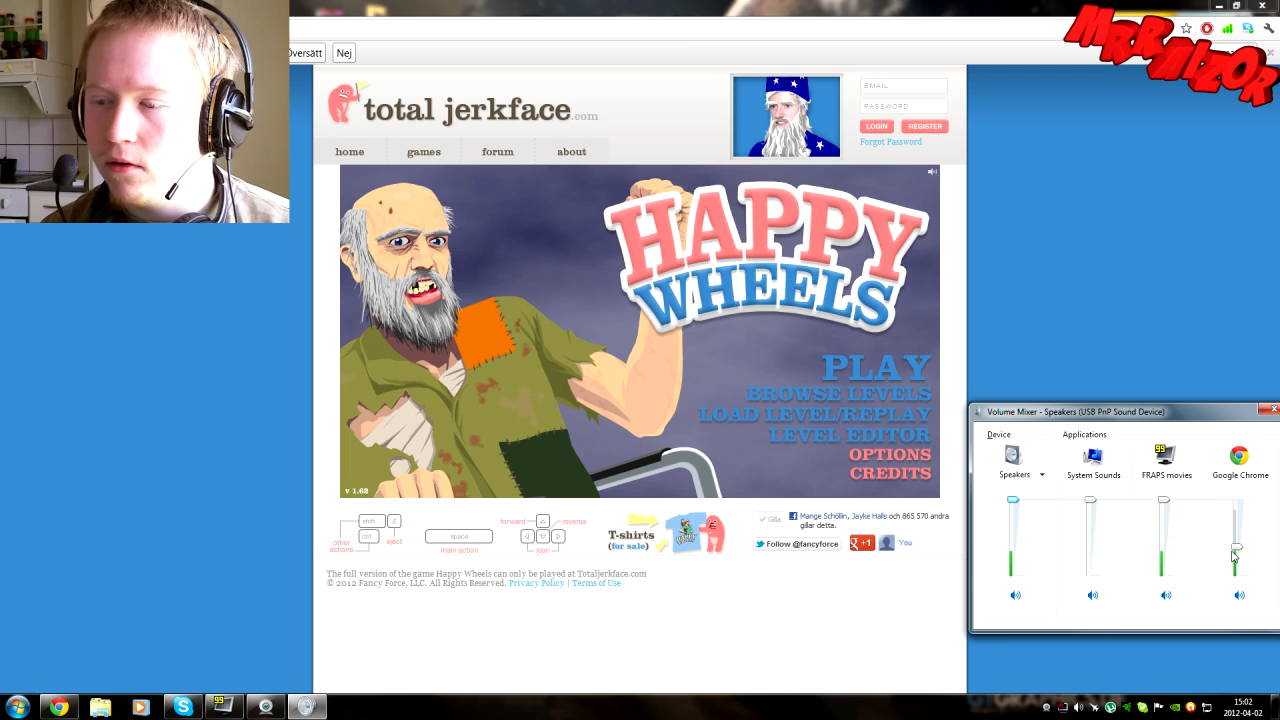 MRRAIZOR
Översätt
Nej
total jerkface.com
EMAIL
PASSWORD
LOGIN
REGISTER
Forgot Password
home
games
forum
about
HAPPY
WHEELS
PLAY
BROWSE LEVELS
LOAD LEVEL/REPLAY
LEVEL EDITOR
OPTIONS
CREDITS
v 1.62
Volume Mixer - Speakers (USB PnP Sound Device)
Device
Applications
99
Speakers
System Sounds
FRAPS movies
Google Chrome
shift
Z
ctrl
eject
other
actions
space
main action
forward
reverse
lean
T-shirts
(for sale)
Gilla
Mange Schöllin, Jayke Halls och 865 570 andra
gillar detta.
Follow @fancyforce
+1
You
The full version of the game Happy Wheels can only be played at Totaljerkface.com
© 2012 Fancy Force, LLC. All Rights Reserved. Privacy Policy | Terms of Use
99
15:02
2012-04-02